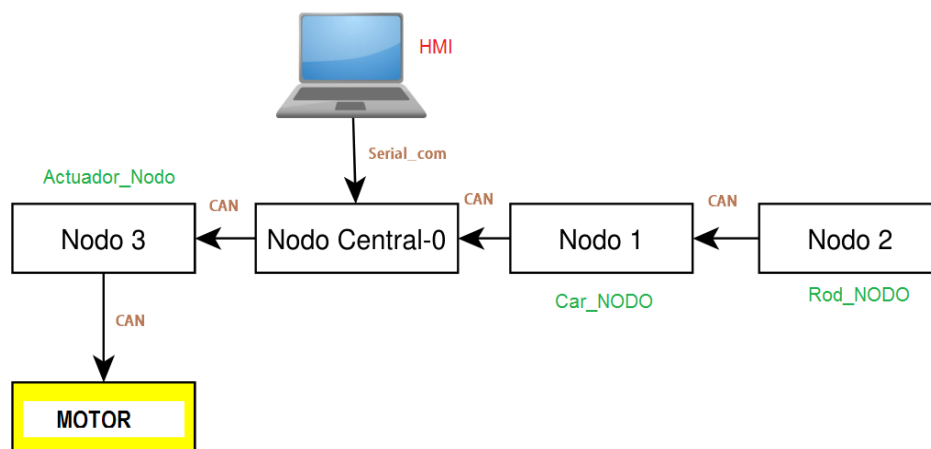 HMI
Serial_com
Actuador_Nodo
CAN
CAN
CAN
Nodo 3
Nodo Central-0
Nodo 1
Nodo 2
Car_NODO
Rod_NODO
CAN
MOTOR